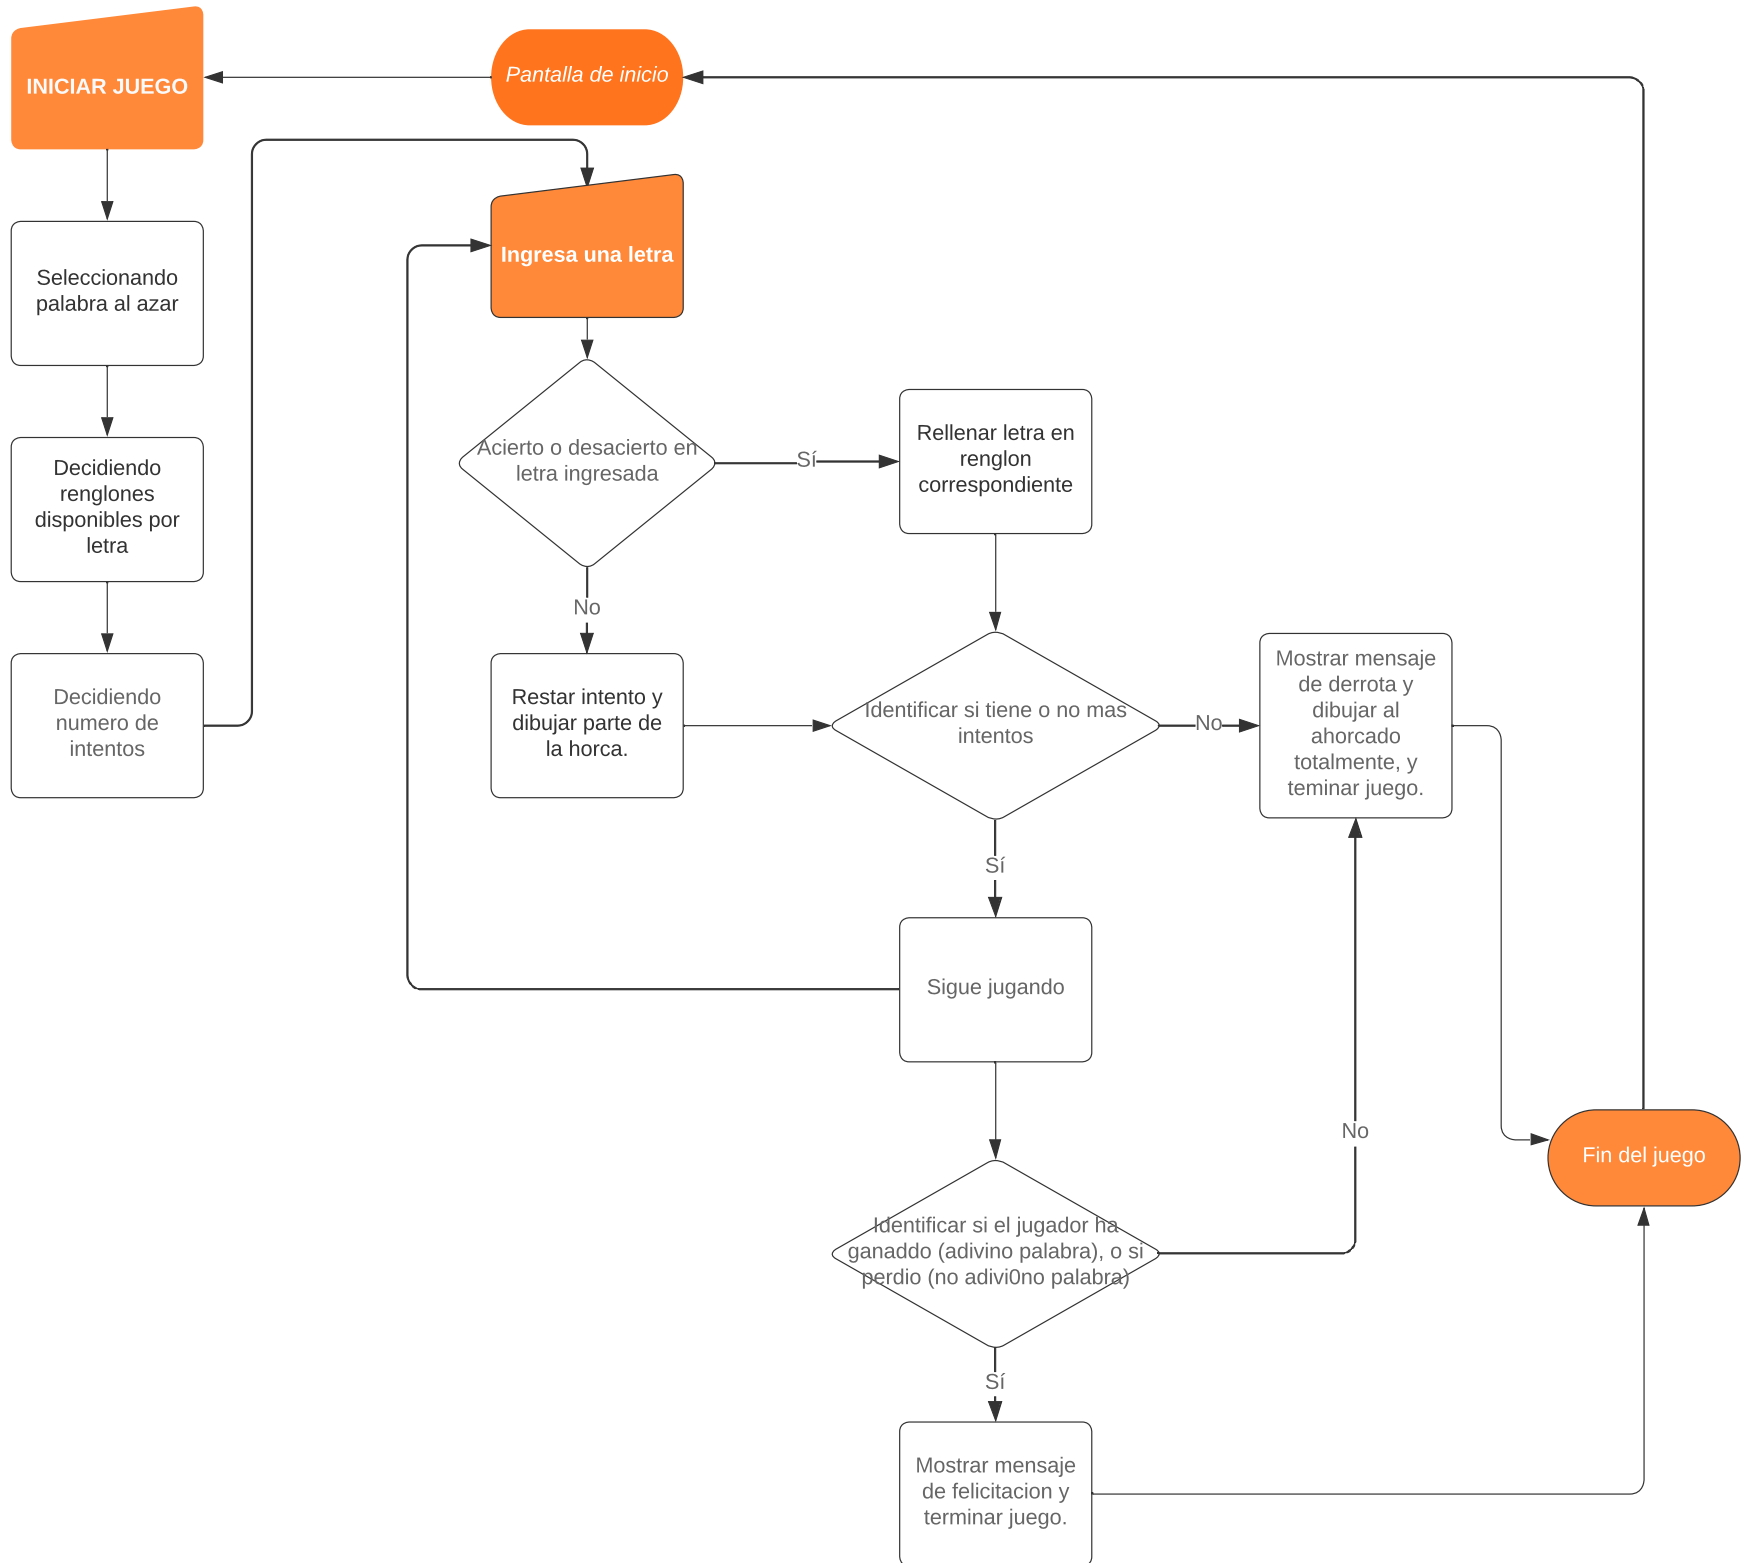 INICIAR JUEGO
Pantalla de inicio
Seleccionando
palabra al azar
Decidiendo
renglones
disponibles por
letra
Decidiendo
numero de
intentos
Ingresa una letra
Acierto o desacierto en
letra ingresada
Sí
Rellenar letra en
renglon
correspondiente
No
Restar intento y
dibujar parte de
la horca.
Identificar si tiene o no mas
intentos
No
Mostrar mensaje
de derrota y
dibujar al
ahorcado
totalmente, y
teminar juego.
Sí
Sigue jugando
No
Fin del juego
Identificar si el jugador ha
ganaddo (adivino palabra), o si
perdio (no adivi0no palabra)
Sí
Mostrar mensaje
de felicitacion y
terminar juego.